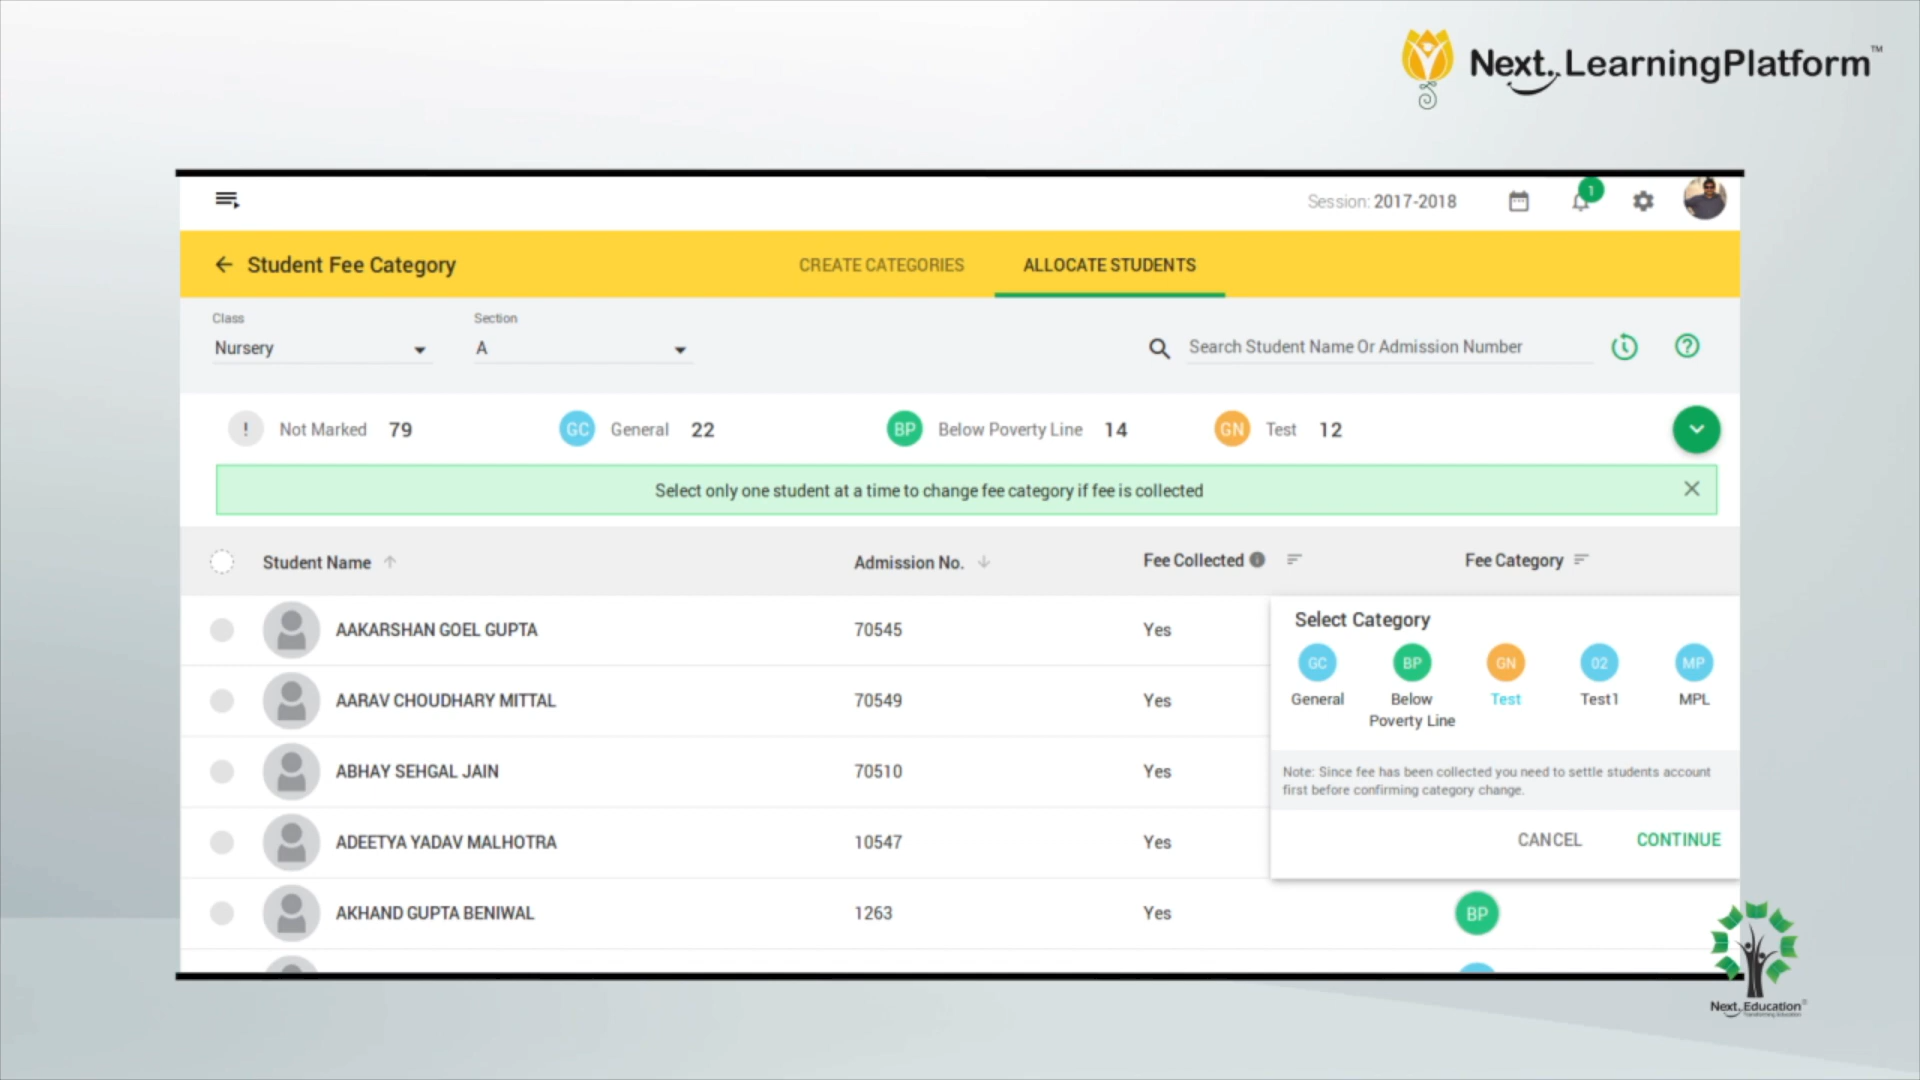 Next.LearningPlatform™
Session: 2017-2018
1
Student Fee Category
CREATE CATEGORIES
ALLOCATE STUDENTS
Class
Section
Nursery
A
Search Student Name Or Admission Number
! Not Marked 79
GC General 22
BP Below Poverty Line 14
GN Test 12
Select only one student at a time to change fee category if fee is collected
Student Name
Admission No.
Fee Collected
Fee Category
AAKARSHAN GOEL GUPTA 70545 Yes
AARAV CHOUDHARY MITTAL 70549 Yes
ABHAY SEHGAL JAIN 70510 Yes
ADEETYA YADAV MALHOTRA 10547 Yes
AKHAND GUPTA BENIWAL 1263 Yes BP
Select Category
GC BP GN 02 MP
General Below Test Test1 MPL
Poverty Line
Note: Since fee has been collected you need to settle students account
first before confirming category change.
CANCEL CONTINUE
Next.Education®
Transforming Education